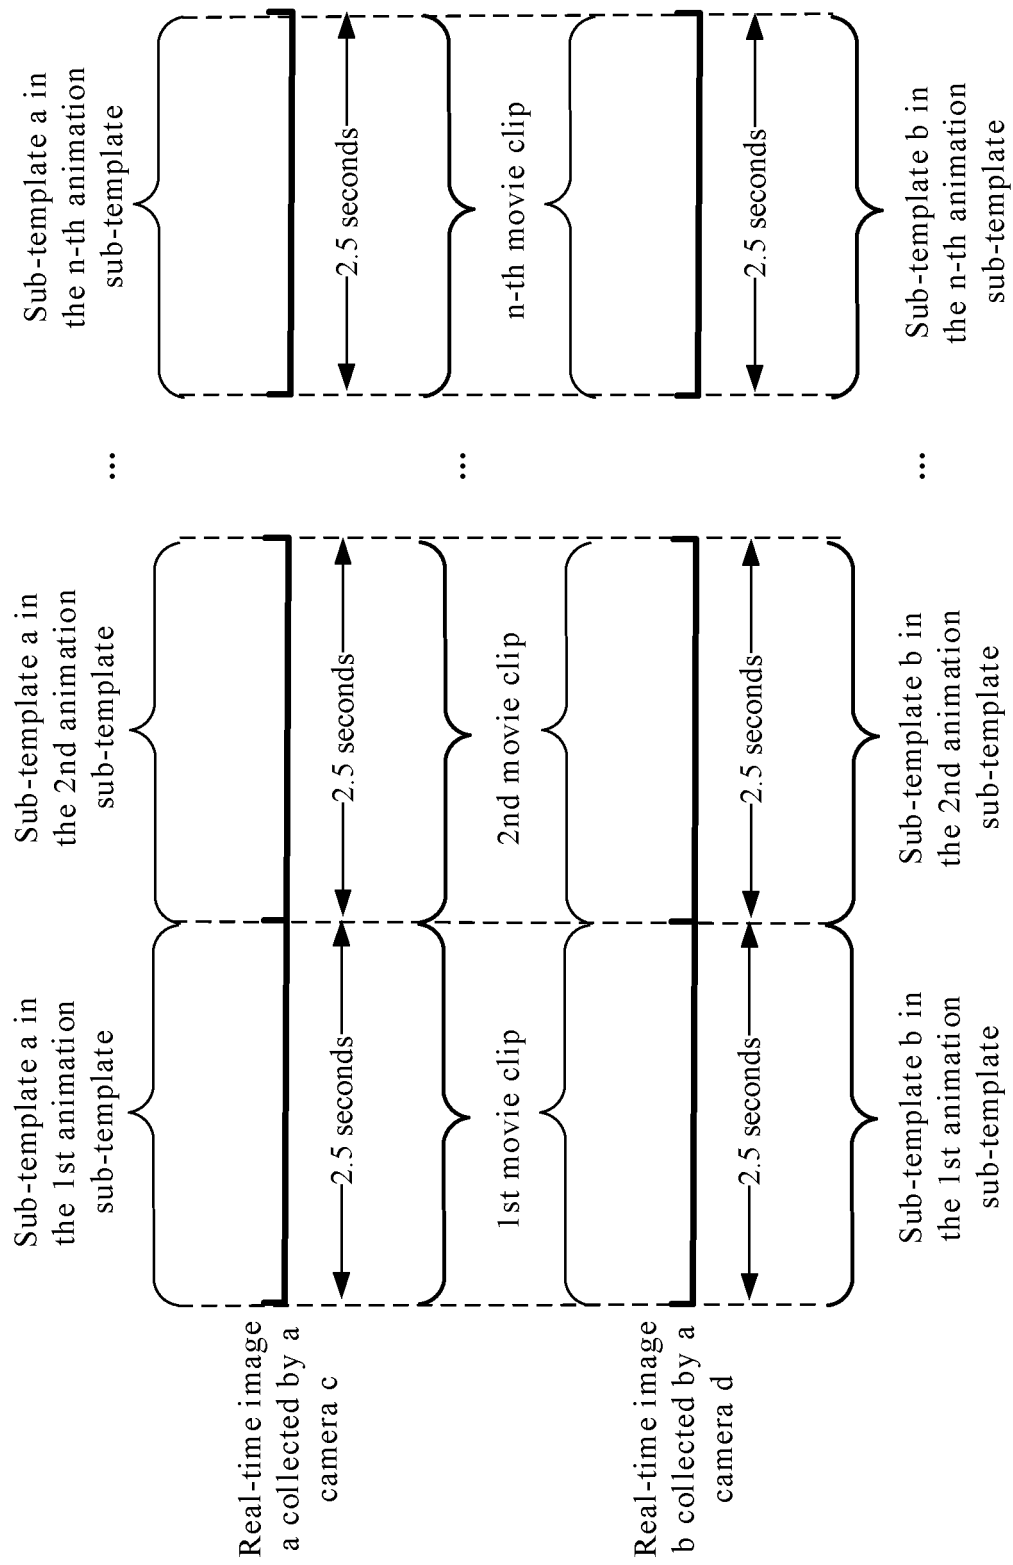 Sub-template a in
the 1st animation
sub-template
Sub-template a in
the 2nd animation
sub-template
...
Sub-template a in
the n-th animation
sub-template
Real-time image
a collected by a
camera c
2.5 seconds
2.5 seconds
2.5 seconds
1st movie clip
2nd movie clip
...
n-th movie clip
Real-time image
b collected by a
camera d
2.5 seconds
2.5 seconds
2.5 seconds
Sub-template b in
the 1st animation
sub-template
Sub-template b in
the 2nd animation
sub-template
...
Sub-template b in
the n-th animation
sub-template